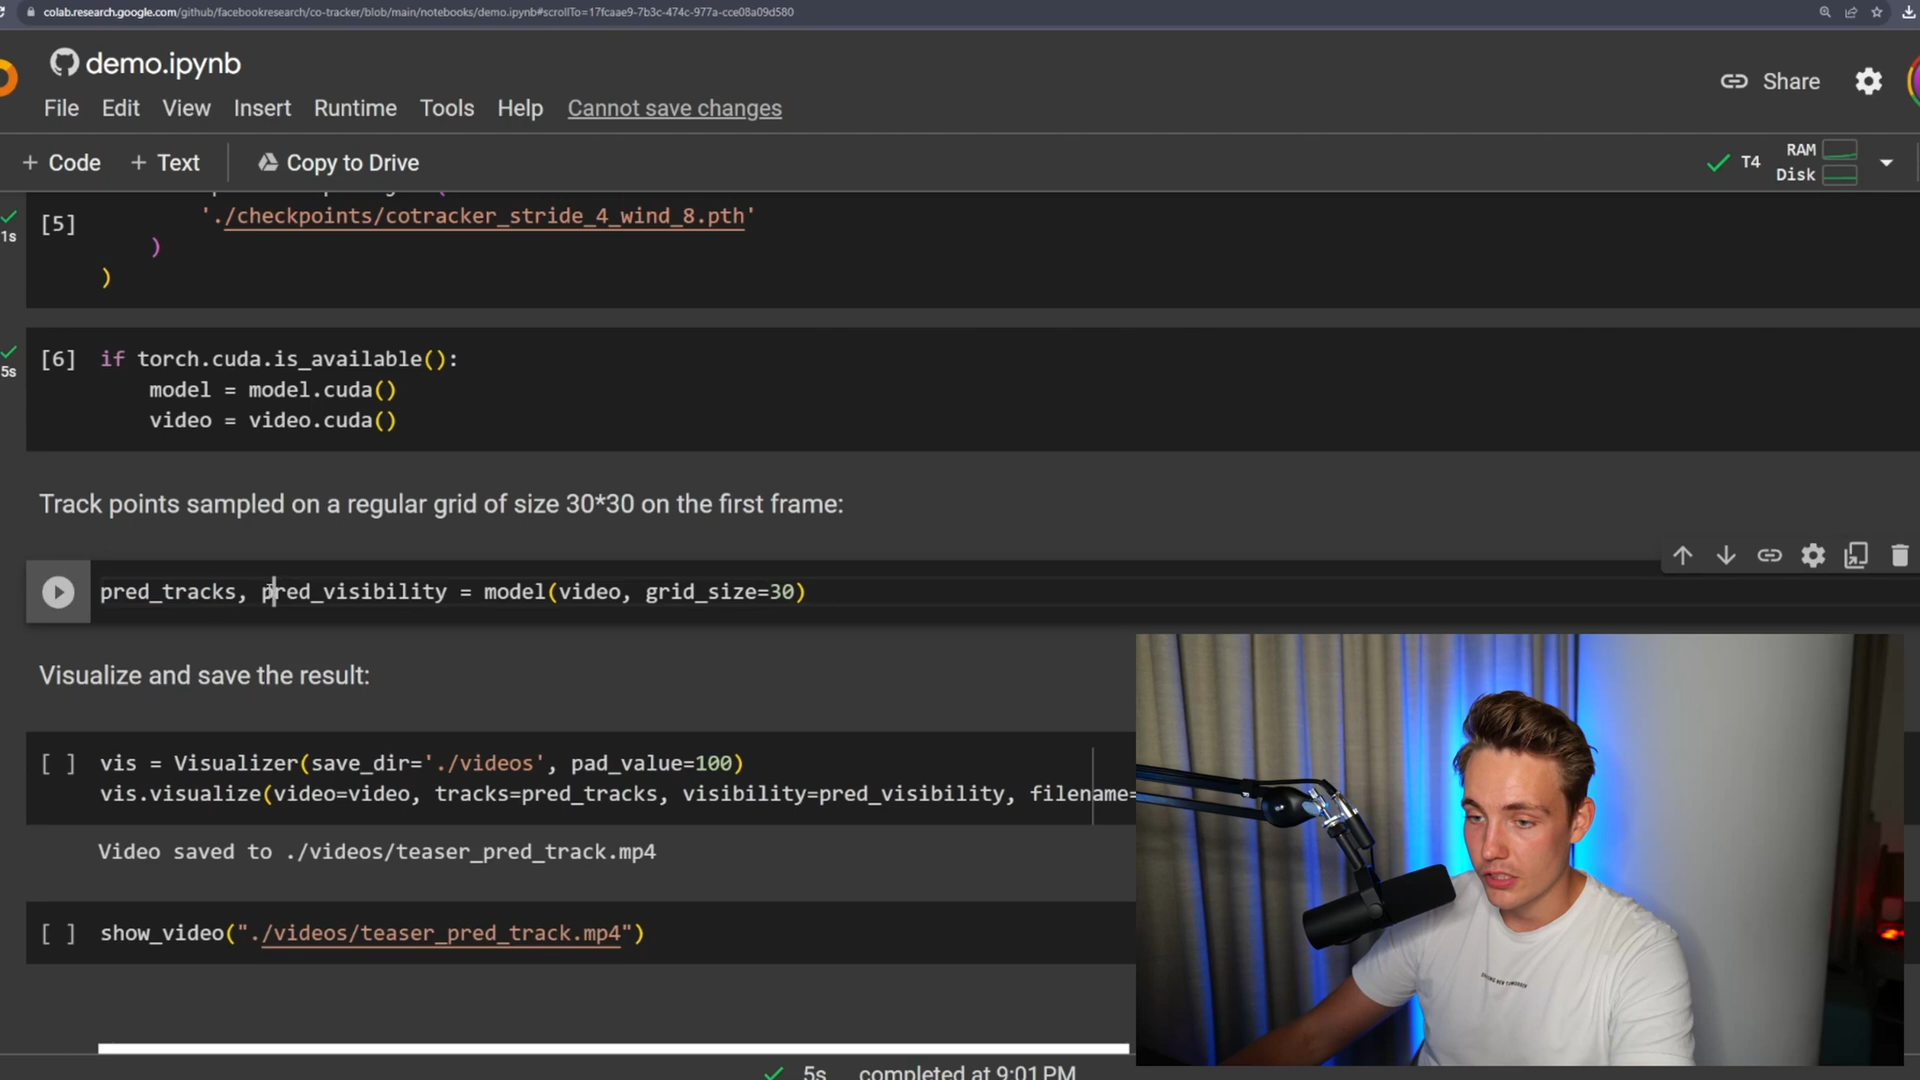 colab.research.google.com/github/facebookresearch/co-tracker/blob/main/notebooks/demo.ipynb#scrollTo=17fcaae9-7b3c-474c-977a-cce08a09d580
demo.ipynb
Share
File Edit View Insert Runtime Tools Help Cannot save changes
+ Code + Text Copy to Drive
T4 RAM
Disk
1s [5] './checkpoints/cotracker_stride_4_wind_8.pth'
)
)
5s [6] if torch.cuda.is_available():
model = model.cuda()
video = video.cuda()
Track points sampled on a regular grid of size 30*30 on the first frame:
pred_tracks, pred_visibility = model(video, grid_size=30)
Visualize and save the result:
[ ] vis = Visualizer(save_dir='./videos', pad_value=100)
vis.visualize(video=video, tracks=pred_tracks, visibility=pred_visibility, filename=
Video saved to ./videos/teaser_pred_track.mp4
[ ] show_video("./videos/teaser_pred_track.mp4")
5s completed at 9:01 PM